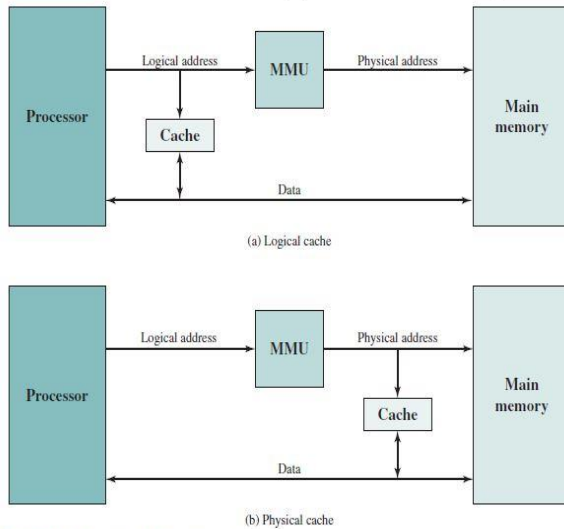 Logical address
MMU
Physical address
Processor
Cache
Main
memory
Data
(a) Logical cache
Logical address
MMU
Physical address
Processor
Cache
Main
memory
Data
(b) Physical cache